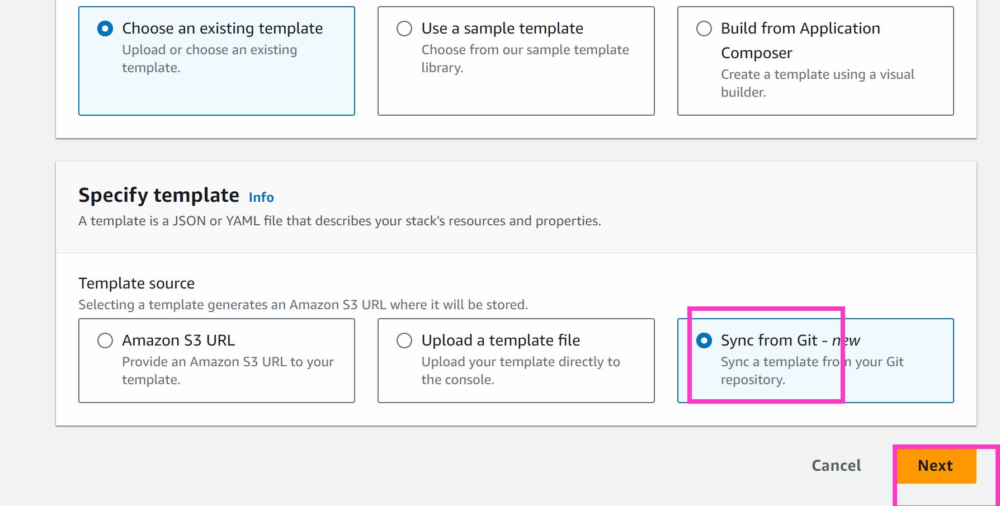 Choose an existing template
Upload or choose an existing
template.
Use a sample template
Choose from our sample template
library.
Build from Application
Composer
Create a template using a visual
builder.
Specify template Info
A template is a JSON or YAML file that describes your stack's resources and properties.
Template source
Selecting a template generates an Amazon S3 URL where it will be stored.
Amazon S3 URL
Provide an Amazon S3 URL to your
template.
Upload a template file
Upload your template directly to
the console.
Sync from Git - new
Sync a template from your Git
repository.
Cancel
Next